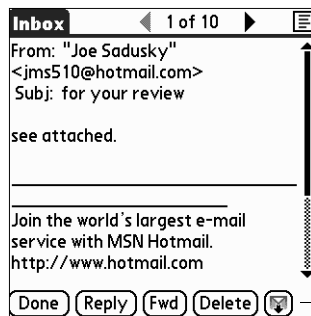 Inbox 1 of 10
From: "Joe Sadusky"
<jms510@hotmail.com>
Subj: for your review
see attached.
Join the world's largest e-mail
service with MSN Hotmail.
http://www.hotmail.com
Done Reply Fwd Delete